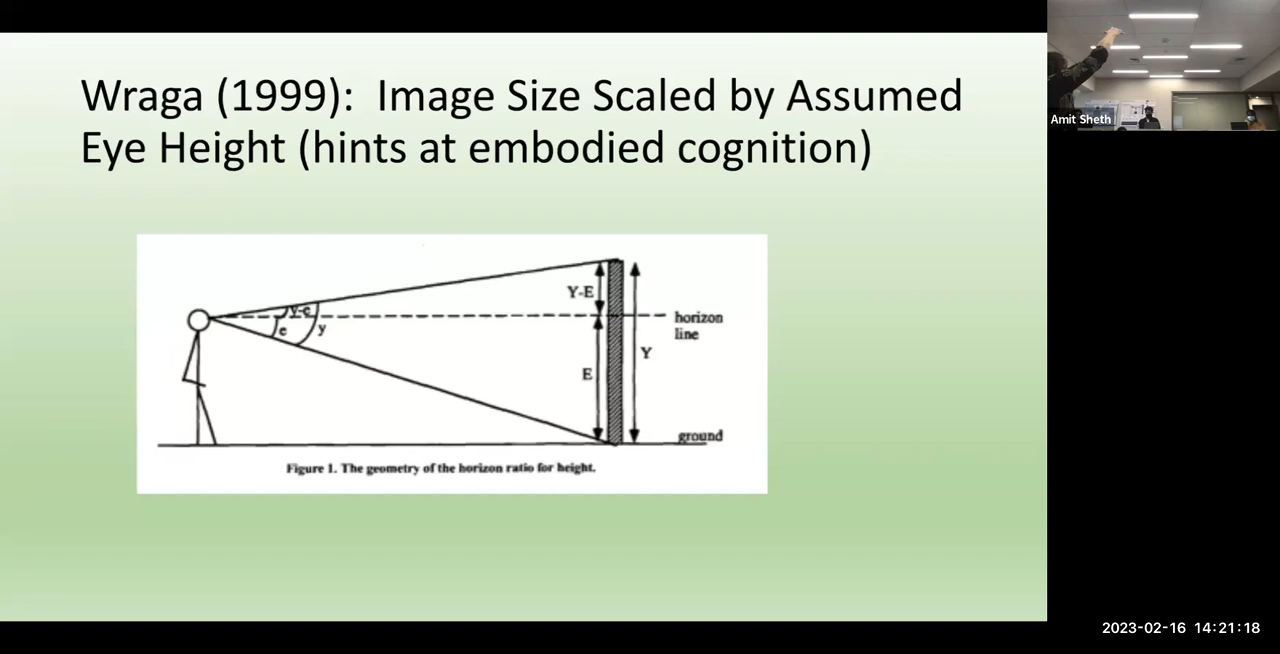 Wraga (1999): Image Size Scaled by Assumed
Eye Height (hints at embodied cognition)
Amit Sheth
Y-E
y-e
e
y
horizon
line
Y
E
ground
Figure 1. The geometry of the horizon ratio for height.
2023-02-16 14:21:18